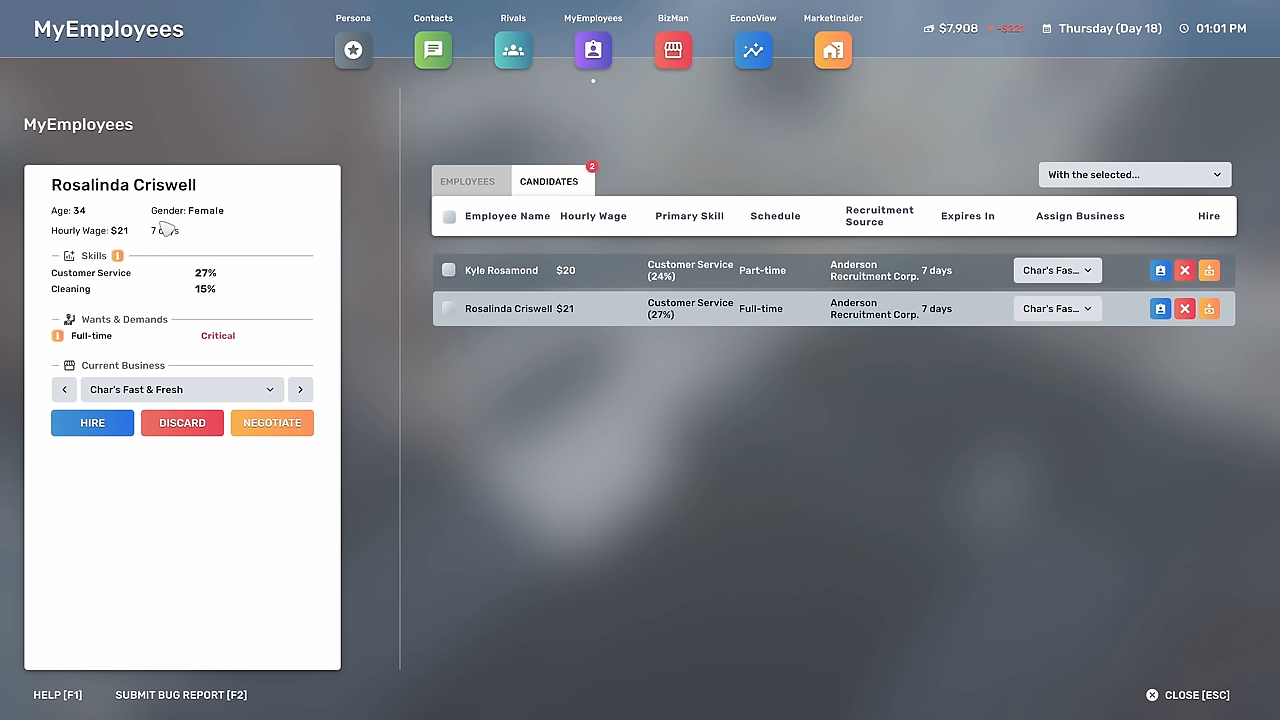 MyEmployees
Persona
Contacts
Rivals
MyEmployees
BizMan
EconoView
MarketInsider
$7,908 -$221
Thursday (Day 18)
01:01 PM
MyEmployees
Rosalinda Criswell
Age: 34 Gender: Female
Hourly Wage: $21 7
Skills
Customer Service 27%
Cleaning 15%
Wants & Demands
Full-time Critical
Current Business
Char's Fast & Fresh
HIRE DISCARD NEGOTIATE
EMPLOYEES CANDIDATES 2
With the selected...
Employee Name Hourly Wage Primary Skill Schedule Recruitment Source Expires In Assign Business Hire
Kyle Rosamond $20 Customer Service (24%) Part-time Anderson Recruitment Corp. 7 days Char's Fas...
Rosalinda Criswell $21 Customer Service (27%) Full-time Anderson Recruitment Corp. 7 days Char's Fas...
HELP [F1] SUBMIT BUG REPORT [F2]
CLOSE [ESC]